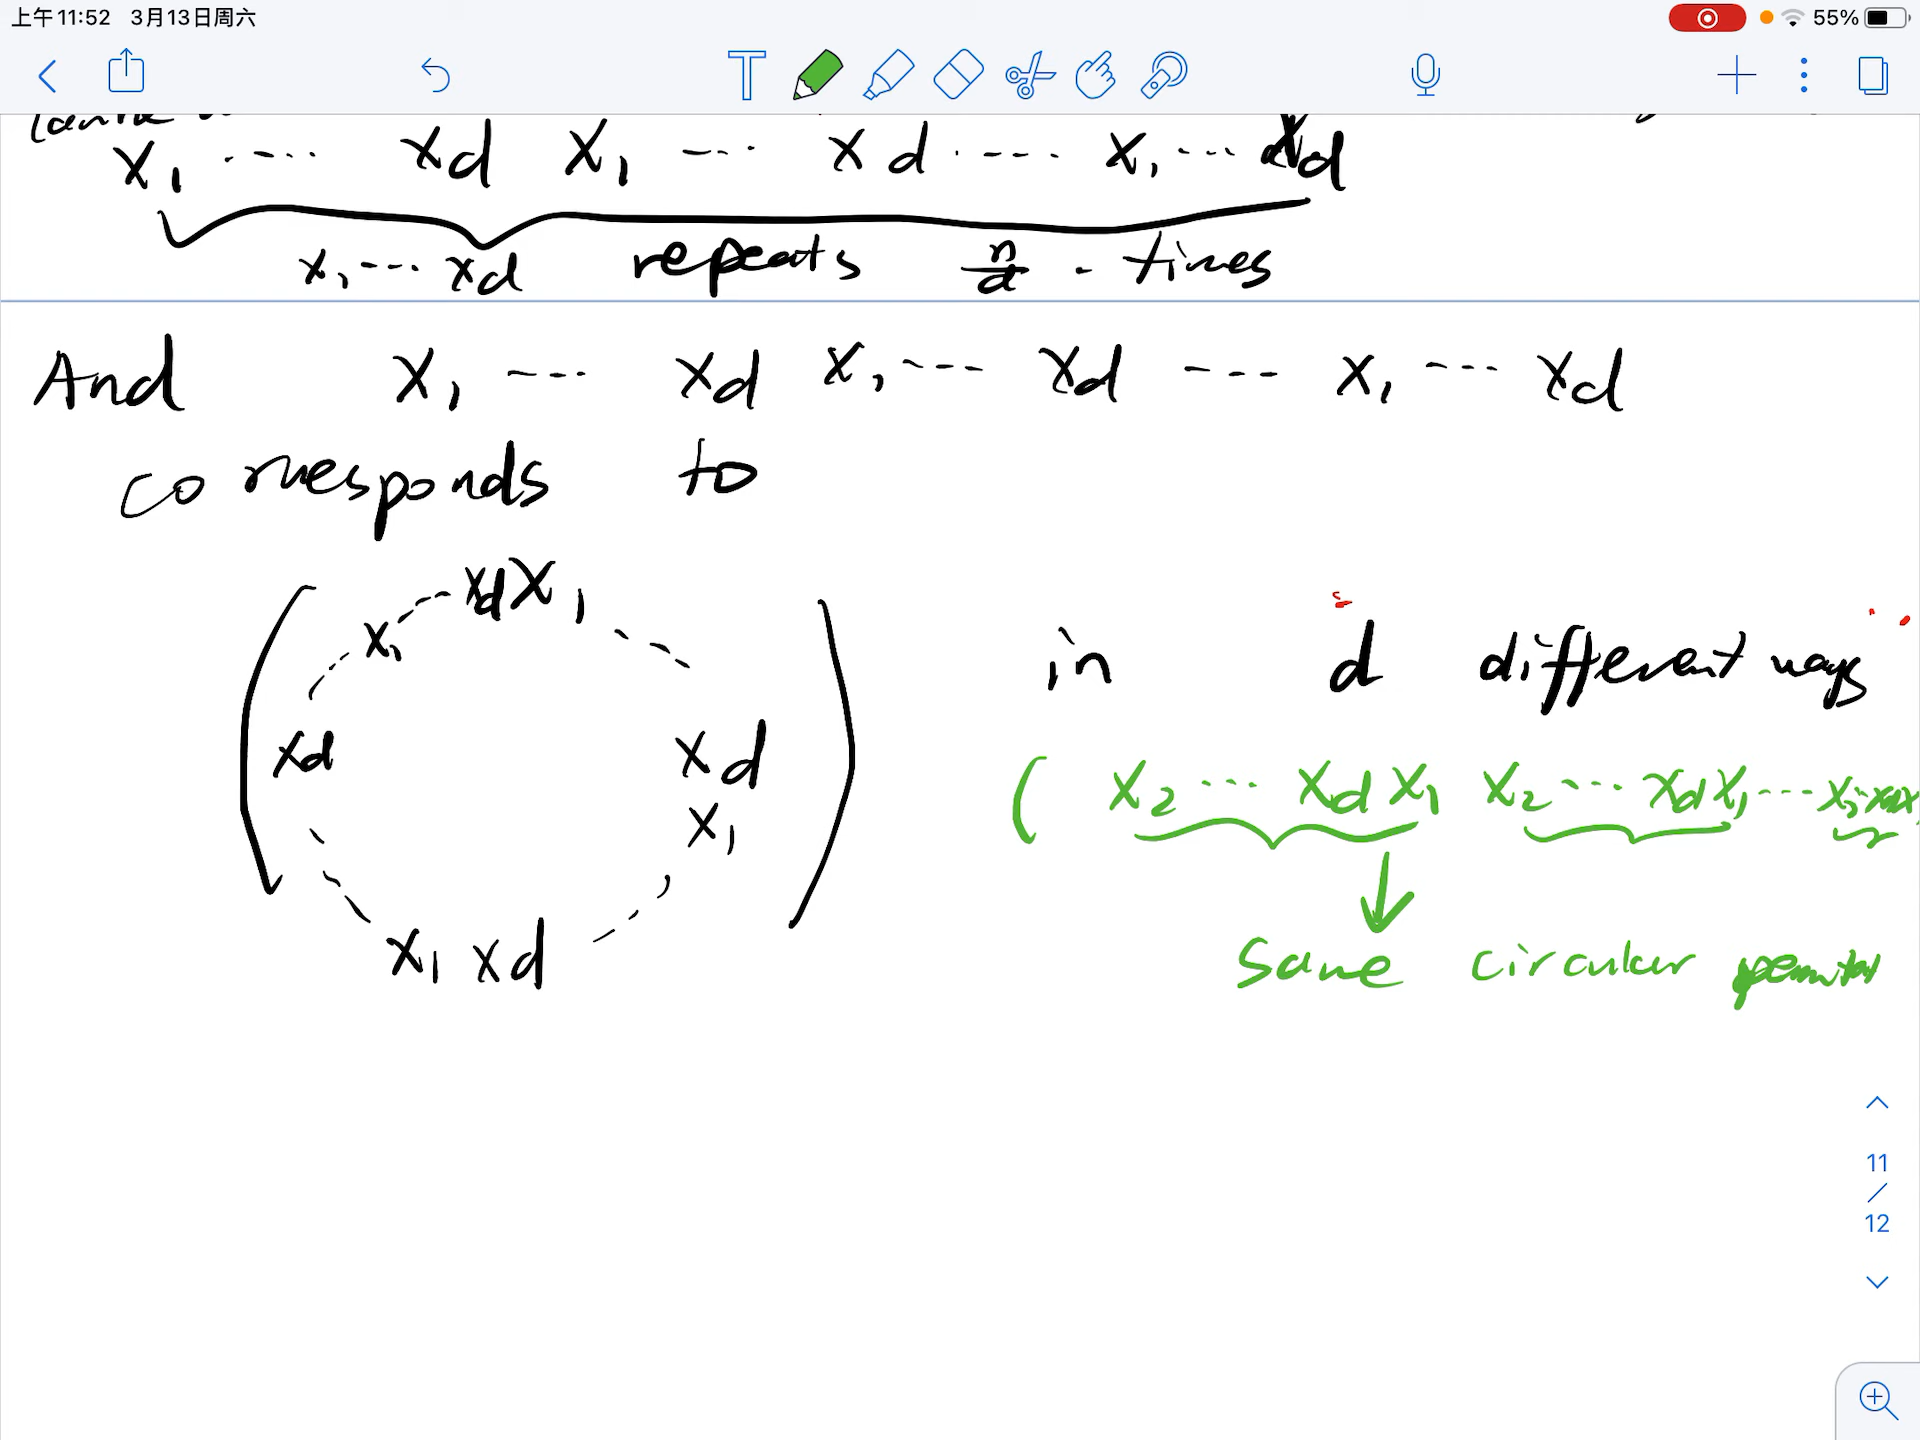 上午11:52 3月13日周六
55%
T
x₁ ---- xd x₁ --- xd ---- x₁ --- xd
x₁ --- xd repeats n/d - times
And x₁ --- xd x₁ --- xd --- x₁ --- xd
corresponds to
xd x₁
x₁
xd
xd
x₁
x₁ xd
in d different ways
( x₂ --- xd x₁ x₂ --- xd x₁ ---
Same circular
11
/
12